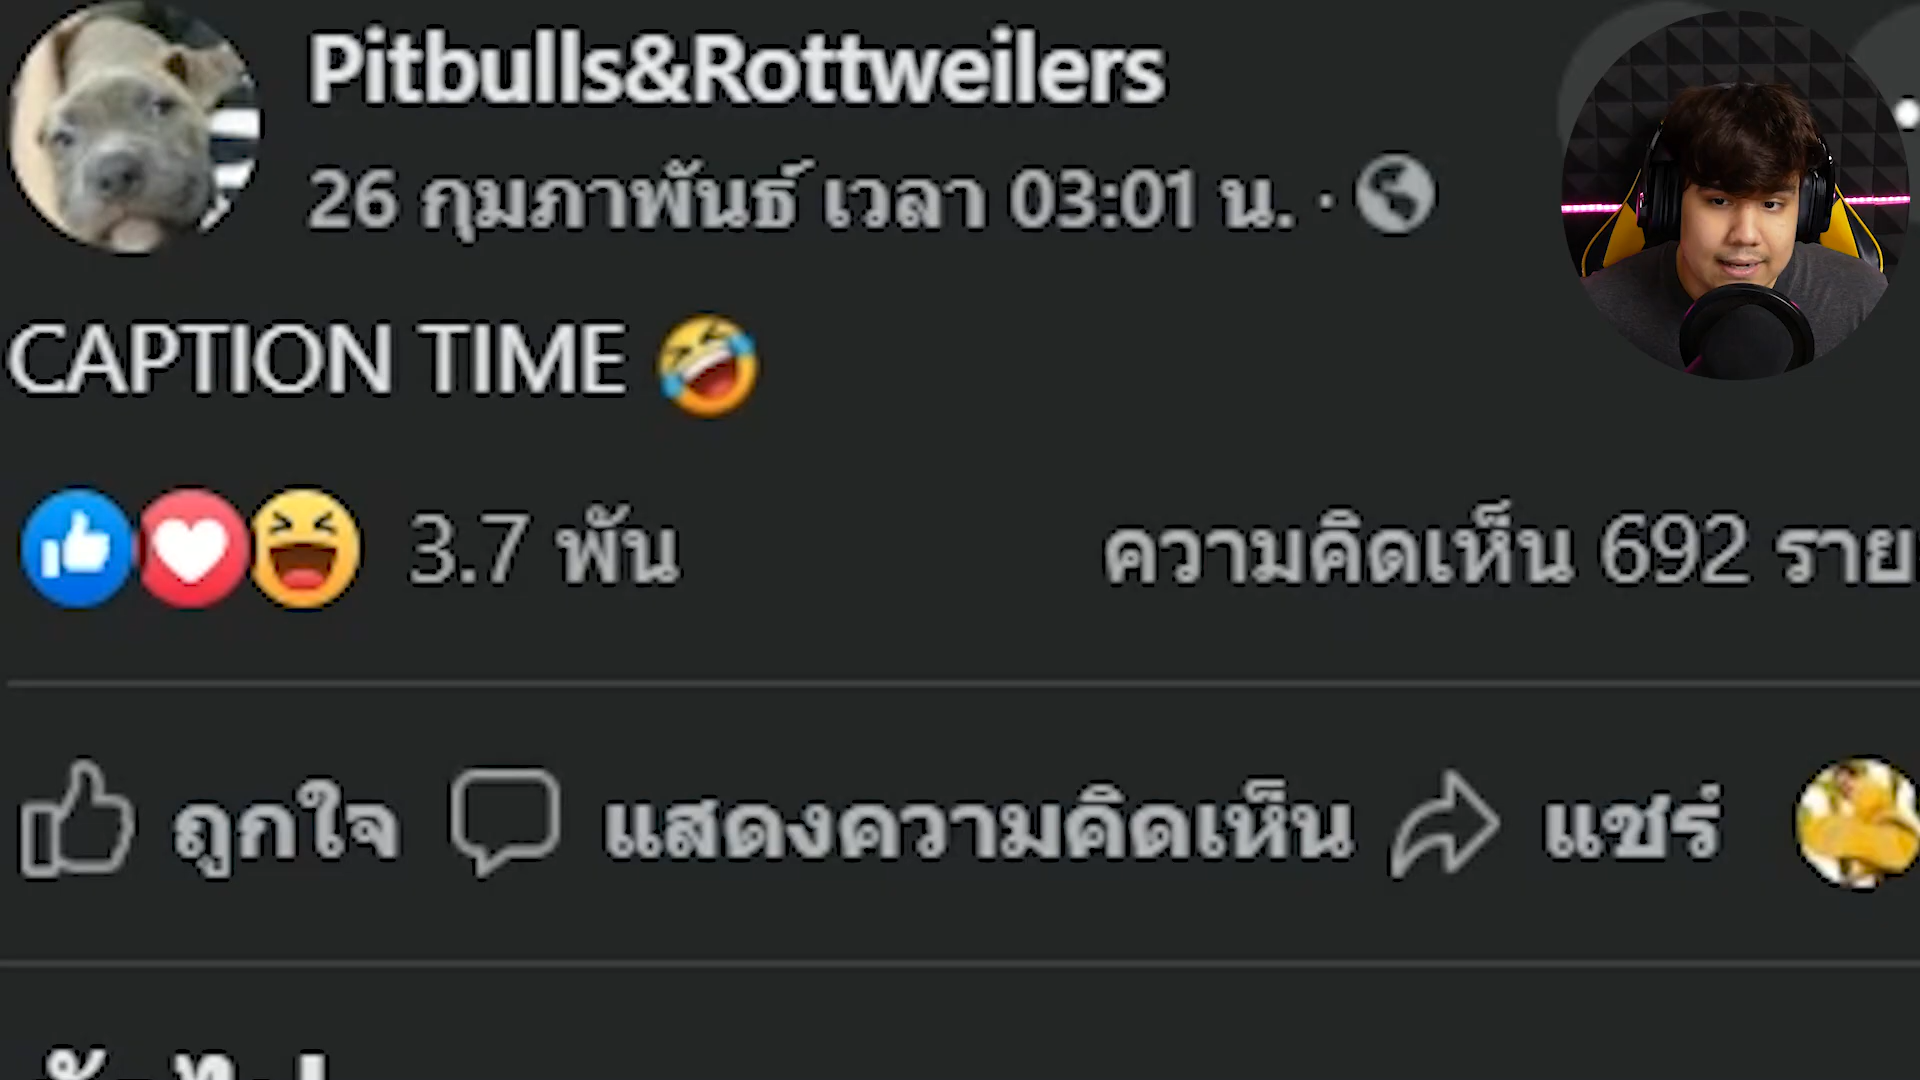 Pitbulls&Rottweilers
26 กุมภาพันธ์ เวลา 03:01 น. ·
CAPTION TIME 🤣
3.7 พัน ความคิดเห็น 692 ราย
ถูกใจ แสดงความคิดเห็น แชร์